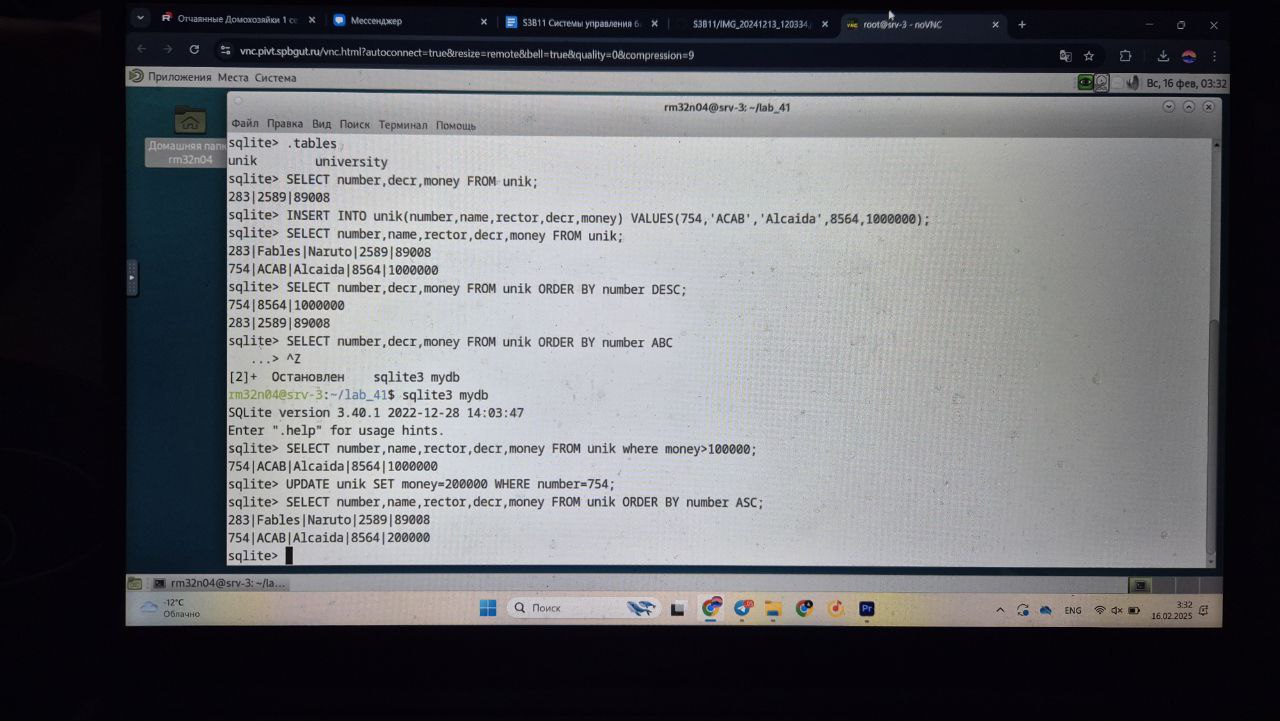 Отчаянные Домохозяйки 1 се
Мессенджер
S3B11 Системы управления б
S3B11/IMG_20241213_120334
root@srv-3 - noVNC
vnc.pivt.spbgut.ru/vnc.html?autoconnect=true&resize=remote&bell=true&quality=0&compression=9
Приложения Места Система
Вс, 16 фев, 03:32
rm32n04@srv-3: ~/lab_41
Файл Правка Вид Поиск Терминал Помощь
Домашняя папк
rm32n04
sqlite> .tables
unik university
sqlite> SELECT number,decr,money FROM unik;
283|2589|89008
sqlite> INSERT INTO unik(number,name,rector,decr,money) VALUES(754,'ACAB','Alcaida',8564,1000000);
sqlite> SELECT number,name,rector,decr,money FROM unik;
283|Fables|Naruto|2589|89008
754|ACAB|Alcaida|8564|1000000
sqlite> SELECT number,decr,money FROM unik ORDER BY number DESC;
754|8564|1000000
283|2589|89008
sqlite> SELECT number,decr,money FROM unik ORDER BY number ABC
...> ^Z
[2]+ Остановлен sqlite3 mydb
rm32n04@srv-3:~/lab_41$ sqlite3 mydb
SQLite version 3.40.1 2022-12-28 14:03:47
Enter ".help" for usage hints.
sqlite> SELECT number,name,rector,decr,money FROM unik where money>100000;
754|ACAB|Alcaida|8564|1000000
sqlite> UPDATE unik SET money=200000 WHERE number=754;
sqlite> SELECT number,name,rector,decr,money FROM unik ORDER BY number ASC;
283|Fables|Naruto|2589|89008
754|ACAB|Alcaida|8564|200000
sqlite>
rm32n04@srv-3: ~/la...
-12°C
Облачно
Поиск
Pr
ENG
3:32
16.02.2025